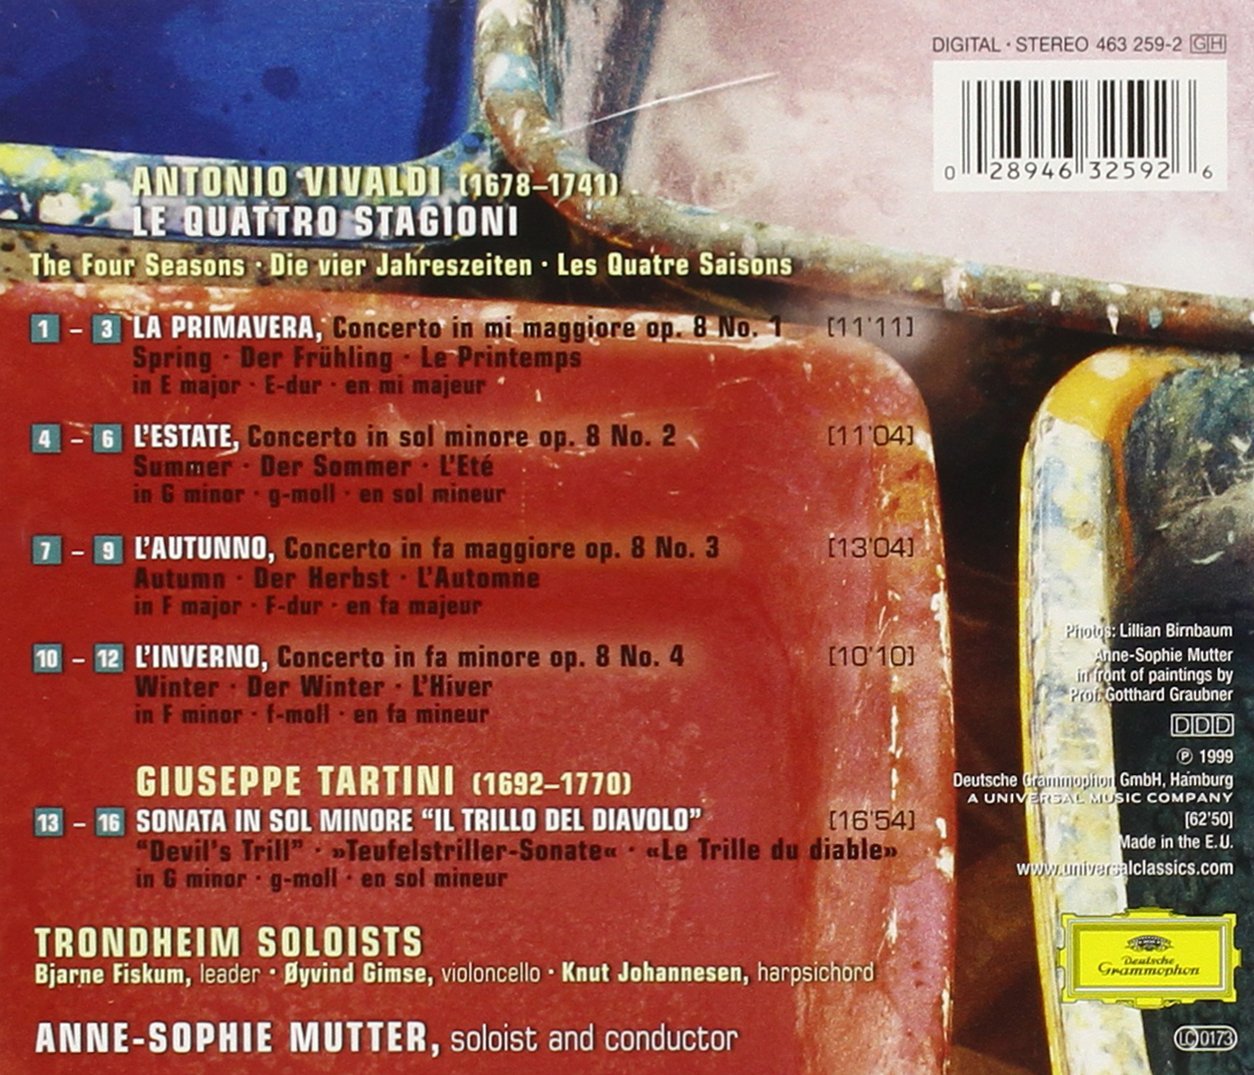 DIGITAL · STEREO 463 259-2 GH
0 28946 32592 6
ANTONIO VIVALDI (1678–1741)
LE QUATTRO STAGIONI
The Four Seasons · Die vier Jahreszeiten · Les Quatre Saisons
1 – 3 LA PRIMAVERA, Concerto in mi maggiore op. 8 No. 1 [11'11]
Spring · Der Frühling · Le Printemps
in E major · E-dur · en mi majeur
4 – 6 L'ESTATE, Concerto in sol minore op. 8 No. 2 [11'04]
Summer · Der Sommer · L'Eté
in G minor · g-moll · en sol mineur
7 – 9 L'AUTUNNO, Concerto in fa maggiore op. 8 No. 3 [13'04]
Autumn · Der Herbst · L'Automne
in F major · F-dur · en fa majeur
10 – 12 L'INVERNO, Concerto in fa minore op. 8 No. 4 [10'10]
Winter · Der Winter · L'Hiver
in F minor · f-moll · en fa mineur
GIUSEPPE TARTINI (1692–1770)
13 – 16 SONATA IN SOL MINORE “IL TRILLO DEL DIAVOLO” [16'54]
“Devil's Trill” · »Teufelstriller-Sonate« · «Le Trille du diable»
in G minor · g-moll · en sol mineur
TRONDHEIM SOLOISTS
Bjarne Fiskum, leader · Øyvind Gimse, violoncello · Knut Johannesen, harpsichord
ANNE-SOPHIE MUTTER, soloist and conductor
Photos: Lillian Birnbaum
Anne-Sophie Mutter
in front of paintings by
Prof. Gotthard Graubner
DDD
℗ 1999
Deutsche Grammophon GmbH, Hamburg
A UNIVERSAL MUSIC COMPANY
[62'50]
Made in the E.U.
www.universalclassics.com
Deutsche
Grammophon
LC 0173